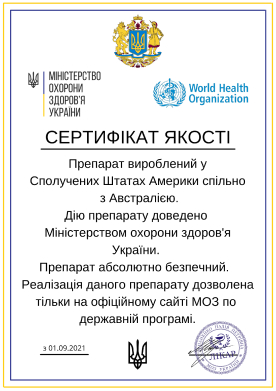 МІНІСТЕРСТВО
ОХОРОНИ
ЗДОРОВ'Я
УКРАЇНИ
World Health
Organization
СЕРТИФІКАТ ЯКОСТІ
Препарат вироблений у
Сполучених Штатах Америки спільно
з Австралією.
Дію препарату доведено
Міністерством охорони здоров'я
України.
Препарат абсолютно безпечний.
Реалізація даного препарату дозволена
тільки на офіційному сайті МОЗ по
державній програмі.
з 01.09.2021
ЛІКАР